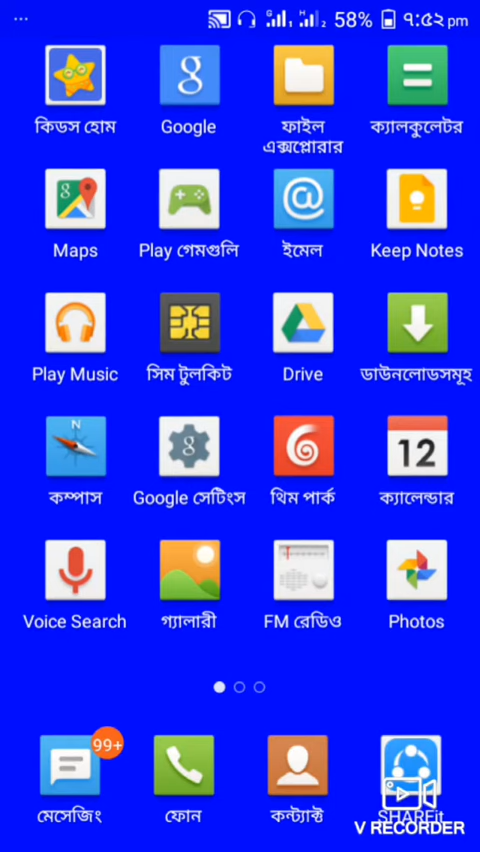 58% ৭:৫২ pm
কিডস হোম
Google
ফাইল এক্সপ্লোরার
ক্যালকুলেটর
Maps
Play গেমগুলি
ইমেল
Keep Notes
Play Music
সিম টুলকিট
Drive
ডাউনলোডসমূহ
N
12
কম্পাস
Google সেটিংস
থিম পার্ক
ক্যালেন্ডার
Voice Search
গ্যালারী
FM রেডিও
Photos
99+
মেসেজিং
ফোন
কন্ট্যাক্ট
SHAREit
V RECORDER